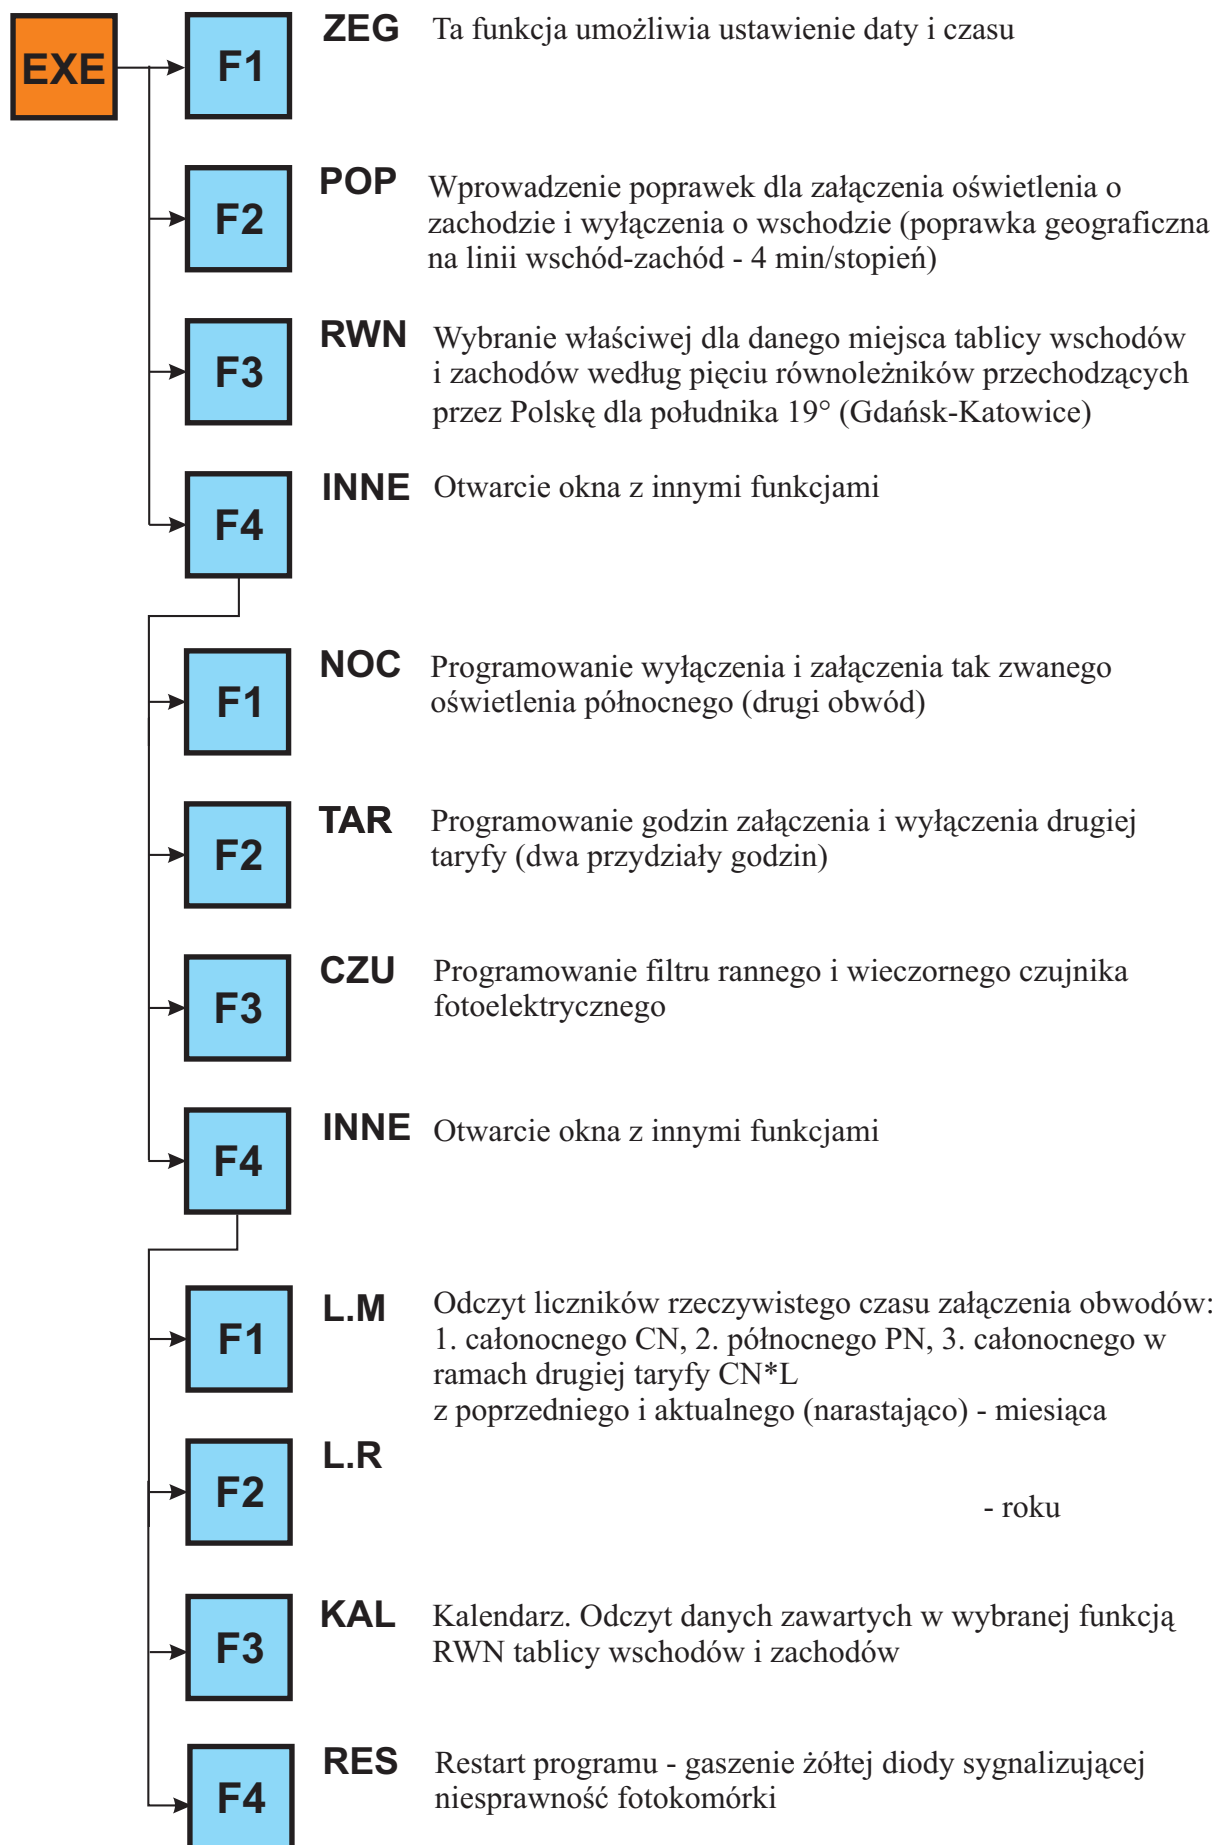 EXE
F1
ZEG
Ta funkcja umożliwia ustawienie daty i czasu
F2
POP
Wprowadzenie poprawek dla załączenia oświetlenia o
zachodzie i wyłączenia o wschodzie (poprawka geograficzna
na linii wschód-zachód - 4 min/stopień)
F3
RWN
Wybranie właściwej dla danego miejsca tablicy wschodów
i zachodów według pięciu równoleżników przechodzących
przez Polskę dla południka 19° (Gdańsk-Katowice)
F4
INNE
Otwarcie okna z innymi funkcjami
F1
NOC
Programowanie wyłączenia i załączenia tak zwanego
oświetlenia północnego (drugi obwód)
F2
TAR
Programowanie godzin załączenia i wyłączenia drugiej
taryfy (dwa przydziały godzin)
F3
CZU
Programowanie filtru rannego i wieczornego czujnika
fotoelektrycznego
F4
INNE
Otwarcie okna z innymi funkcjami
F1
L.M
Odczyt liczników rzeczywistego czasu załączenia obwodów:
1. całonocnego CN, 2. północnego PN, 3. całonocnego w
ramach drugiej taryfy CN*L
z poprzedniego i aktualnego (narastająco) - miesiąca
F2
L.R
- roku
F3
KAL
Kalendarz. Odczyt danych zawartych w wybranej funkcją
RWN tablicy wschodów i zachodów
F4
RES
Restart programu - gaszenie żółtej diody sygnalizującej
niesprawność fotokomórki